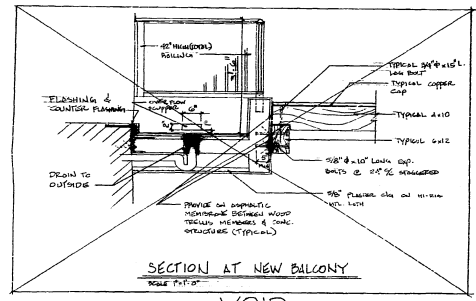 42" HIGH (TOTAL)
RAILING
TYPICAL 3/4"ϕ x 15" L.
LAG BOLT
TYPICAL COPPER
CAP
FLASHING &
COUNTER FLASHING
OVERFLOW
SCUPPER
6"
2"
TYPICAL 4x10
TYPICAL 6x12
5/8"ϕ x 10" LONG EXP.
BOLTS @ 24" O/C STAGGERED
DRAIN TO
OUTSIDE
5/8" PLASTER CLG ON HI-RIB
MTL. LATH
PROVIDE AN ASPHALTIC
MEMBRANE BETWEEN WOOD
TRELLIS MEMBERS & CONC.
STRUCTURE (TYPICAL)
SECTION AT NEW BALCONY
SCALE 1"=1'-0"
VOID